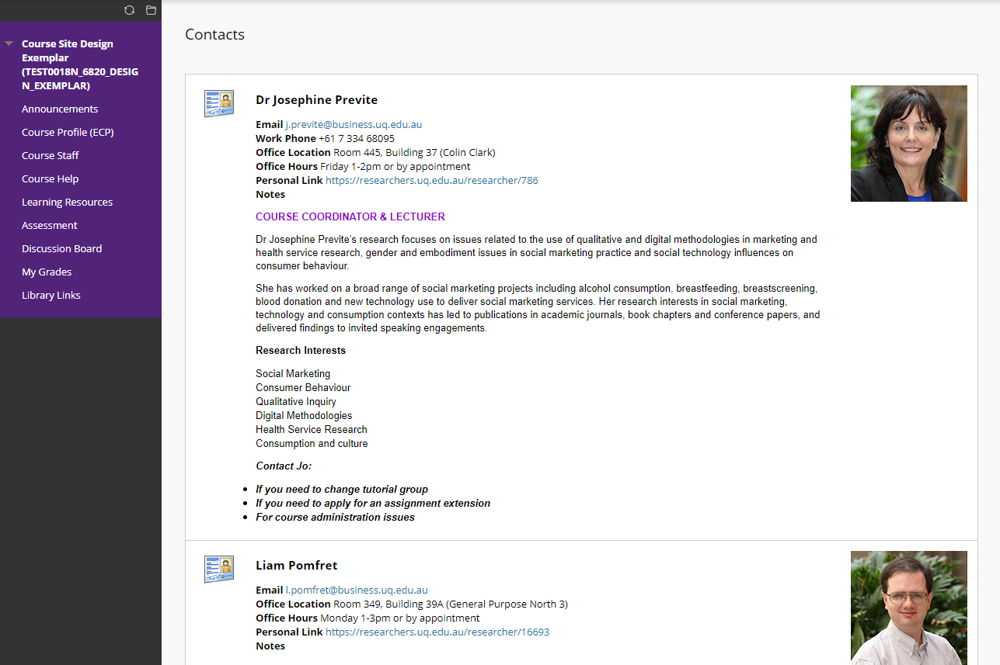 Course Site Design
Exemplar
(TEST0018N_6820_DESIG
N_EXEMPLAR)
Announcements
Course Profile (ECP)
Course Staff
Course Help
Learning Resources
Assessment
Discussion Board
My Grades
Library Links
Contacts
Dr Josephine Previte
Email j.previte@business.uq.edu.au
Work Phone +61 7 334 68095
Office Location Room 445, Building 37 (Colin Clark)
Office Hours Friday 1-2pm or by appointment
Personal Link https://researchers.uq.edu.au/researcher/786
Notes
COURSE COORDINATOR & LECTURER
Dr Josephine Previte’s research focuses on issues related to the use of qualitative and digital methodologies in marketing and
health service research, gender and embodiment issues in social marketing practice and social technology influences on
consumer behaviour.
She has worked on a broad range of social marketing projects including alcohol consumption, breastfeeding, breastscreening,
blood donation and new technology use to deliver social marketing services. Her research interests in social marketing,
technology and consumption contexts has led to publications in academic journals, book chapters and conference papers, and
delivered findings to invited speaking engagements.
Research Interests
Social Marketing
Consumer Behaviour
Qualitative Inquiry
Digital Methodologies
Health Service Research
Consumption and culture
Contact Jo:
• If you need to change tutorial group
• If you need to apply for an assignment extension
• For course administration issues
Liam Pomfret
Email l.pomfret@business.uq.edu.au
Office Location Room 349, Building 39A (General Purpose North 3)
Office Hours Monday 1-3pm or by appointment
Personal Link https://researchers.uq.edu.au/researcher/16693
Notes